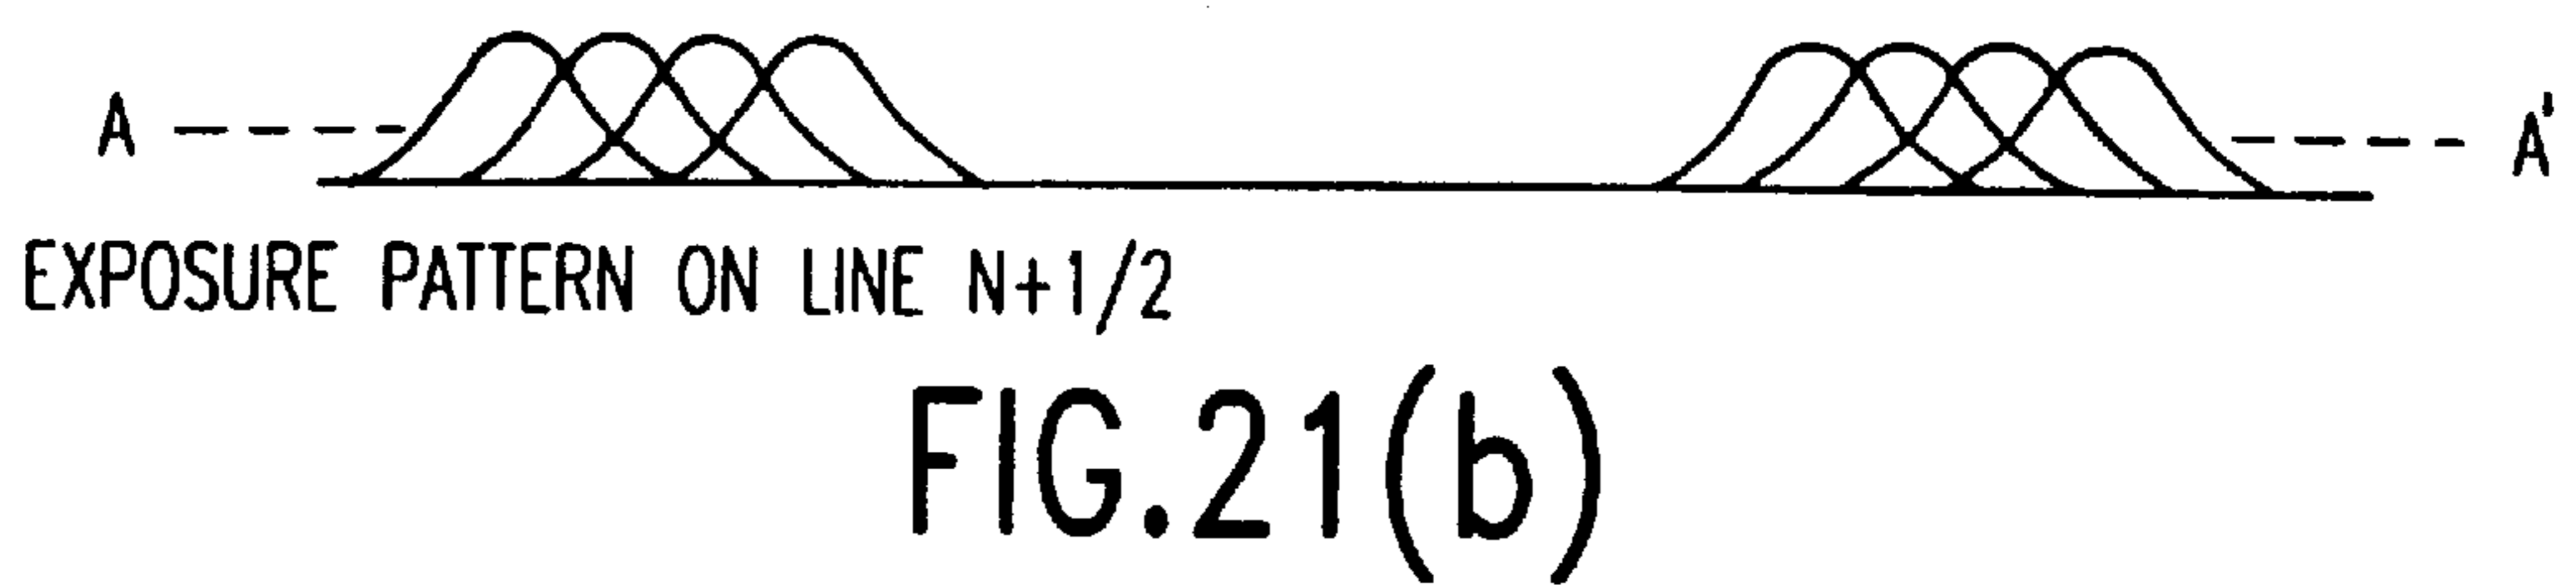 A A'
EXPOSURE PATTERN ON LINE N+1/2
FIG.21(b)